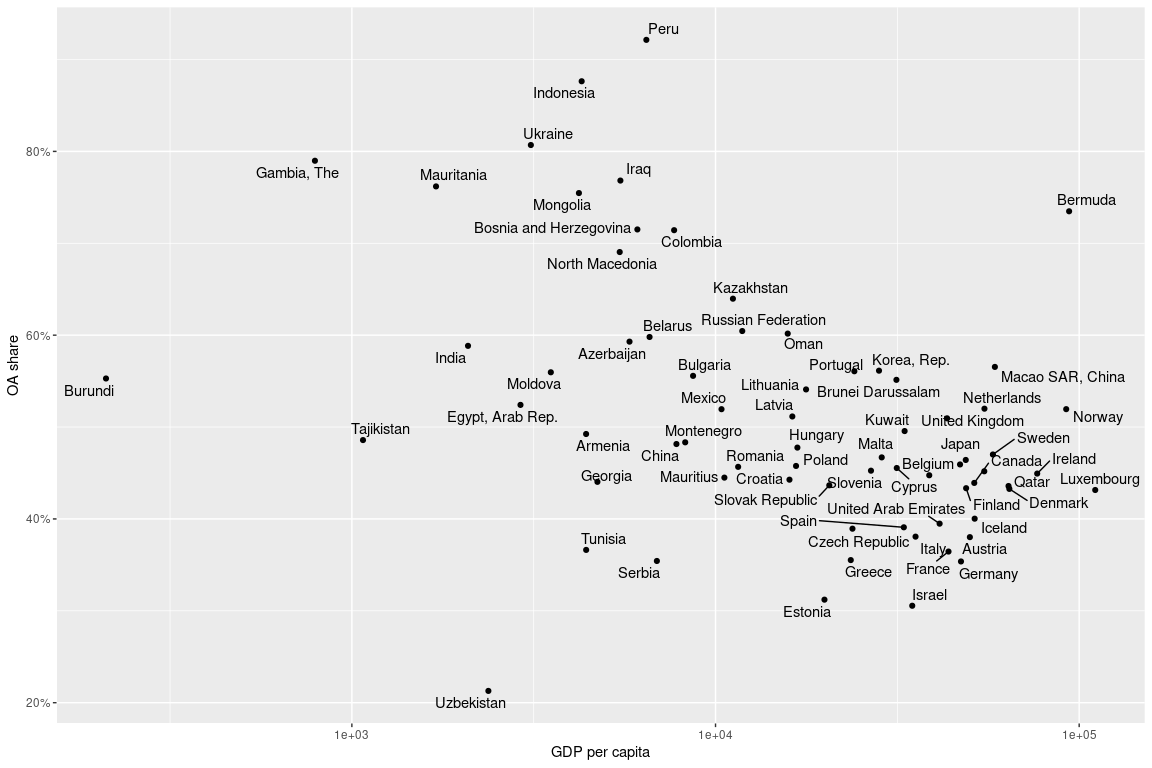 Peru
Indonesia
Ukraine
80%
Gambia, The
Mauritania
Iraq
Mongolia
Bermuda
Bosnia and Herzegovina
Colombia
North Macedonia
Kazakhstan
Russian Federation
Belarus
60%
Oman
Azerbaijan
India
Bulgaria
Portugal
Korea, Rep.
Macao SAR, China
Moldova
Lithuania
Brunei Darussalam
Burundi
Mexico
Latvia
Netherlands
Egypt, Arab Rep.
Kuwait
United Kingdom
Norway
Tajikistan
Montenegro
Hungary
Sweden
Armenia
Malta
Japan
China
Romania
Poland
Belgium
Canada
Ireland
Georgia
Mauritius
Croatia
Slovenia
Cyprus
Qatar
Luxembourg
Slovak Republic
United Arab Emirates
Finland
Denmark
40%
Spain
Iceland
Tunisia
Czech Republic
Italy
Austria
Serbia
Greece
France
Germany
Israel
Estonia
20%
Uzbekistan
1e+03
1e+04
1e+05
GDP per capita
OA share